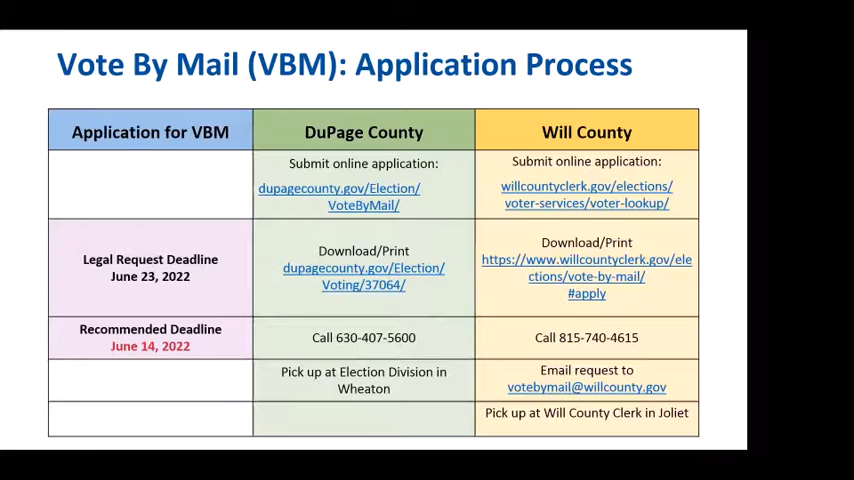 Vote By Mail (VBM): Application Process
Application for VBM
DuPage County
Will County
Submit online application:
dupagecounty.gov/Election/
VoteByMail/
Submit online application:
willcountyclerk.gov/elections/
voter-services/voter-lookup/
Legal Request Deadline
June 23, 2022
Download/Print
dupagecounty.gov/Election/
Voting/37064/
Download/Print
https://www.willcountyclerk.gov/ele
ctions/vote-by-mail/
#apply
Recommended Deadline
June 14, 2022
Call 630-407-5600
Call 815-740-4615
Pick up at Election Division in
Wheaton
Email request to
votebymail@willcounty.gov
Pick up at Will County Clerk in Joliet